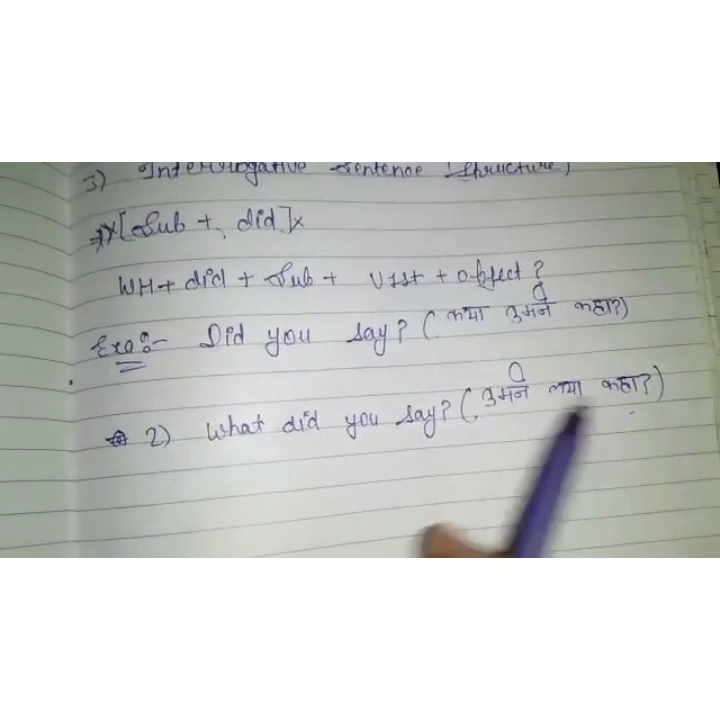 3) Interrogative Sentence (Structure)
⇒ X [Sub + did] X
WH + did + Sub + V1st + object?
Exa:- Did you say? (क्या तुमने कहा?)
2) What did you say? (तुमने क्या कहा?)